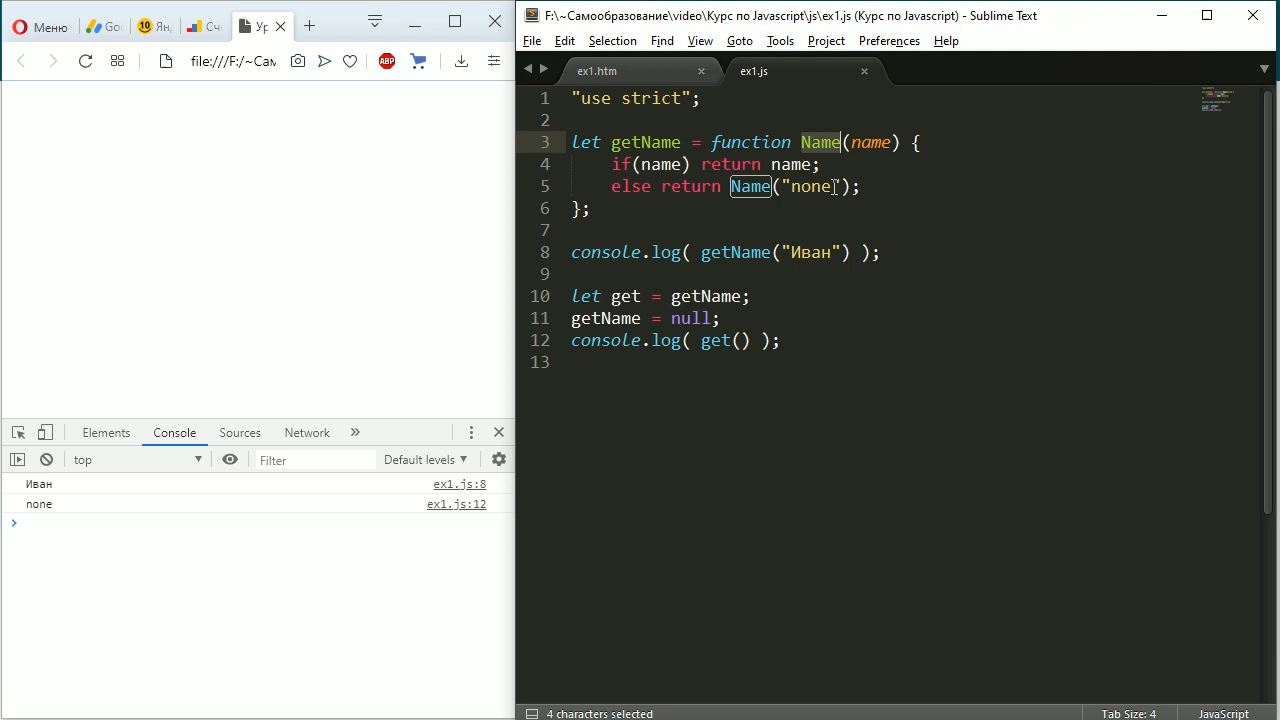 Меню
Go
10 Ян
Сч
Ур
file:///F:/~Сам
ABP
Elements Console Sources Network »
top Filter Default levels
Иван ex1.js:8
none ex1.js:12
F:\~Самообразование\video\Курс по Javascript\js\ex1.js (Курс по Javascript) - Sublime Text
File Edit Selection Find View Goto Tools Project Preferences Help
ex1.htm ex1.js
1 "use strict";
2
3 let getName = function Name(name) {
4 if(name) return name;
5 else return Name("none");
6 };
7
8 console.log( getName("Иван") );
9
10 let get = getName;
11 getName = null;
12 console.log( get() );
13
4 characters selected Tab Size: 4 JavaScript